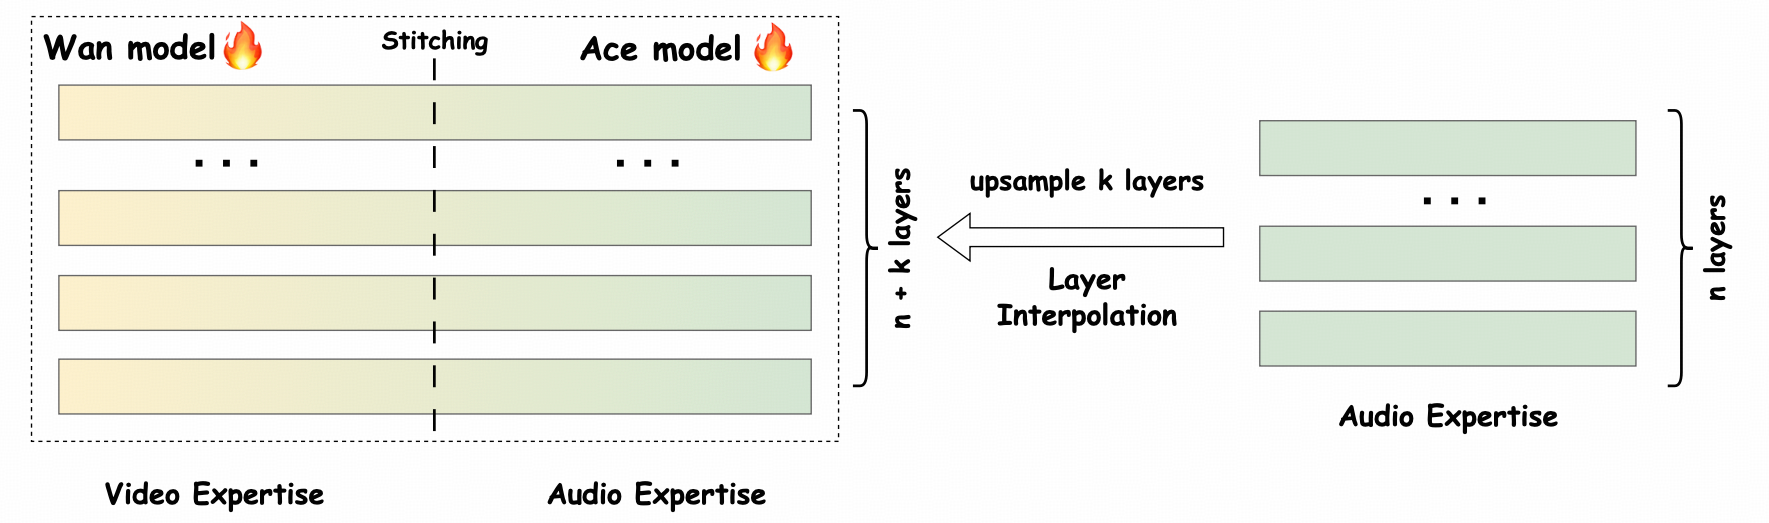 Wan model
Stitching
Ace model
...
...
n + k layers
Video Expertise
Audio Expertise
upsample k layers
Layer
Interpolation
...
n layers
Audio Expertise